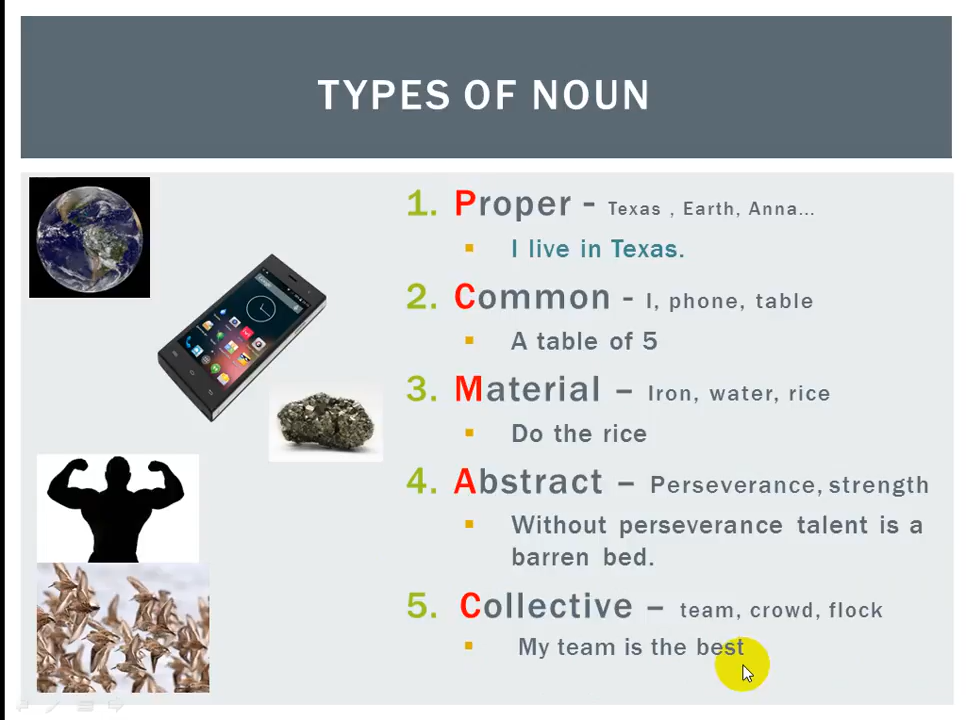 TYPES OF NOUN
1. Proper - Texas , Earth, Anna...
▪ I live in Texas.
2. Common - I, phone, table
▪ A table of 5
3. Material – Iron, water, rice
▪ Do the rice
4. Abstract – Perseverance, strength
▪ Without perseverance talent is a
barren bed.
5. Collective – team, crowd, flock
▪ My team is the best